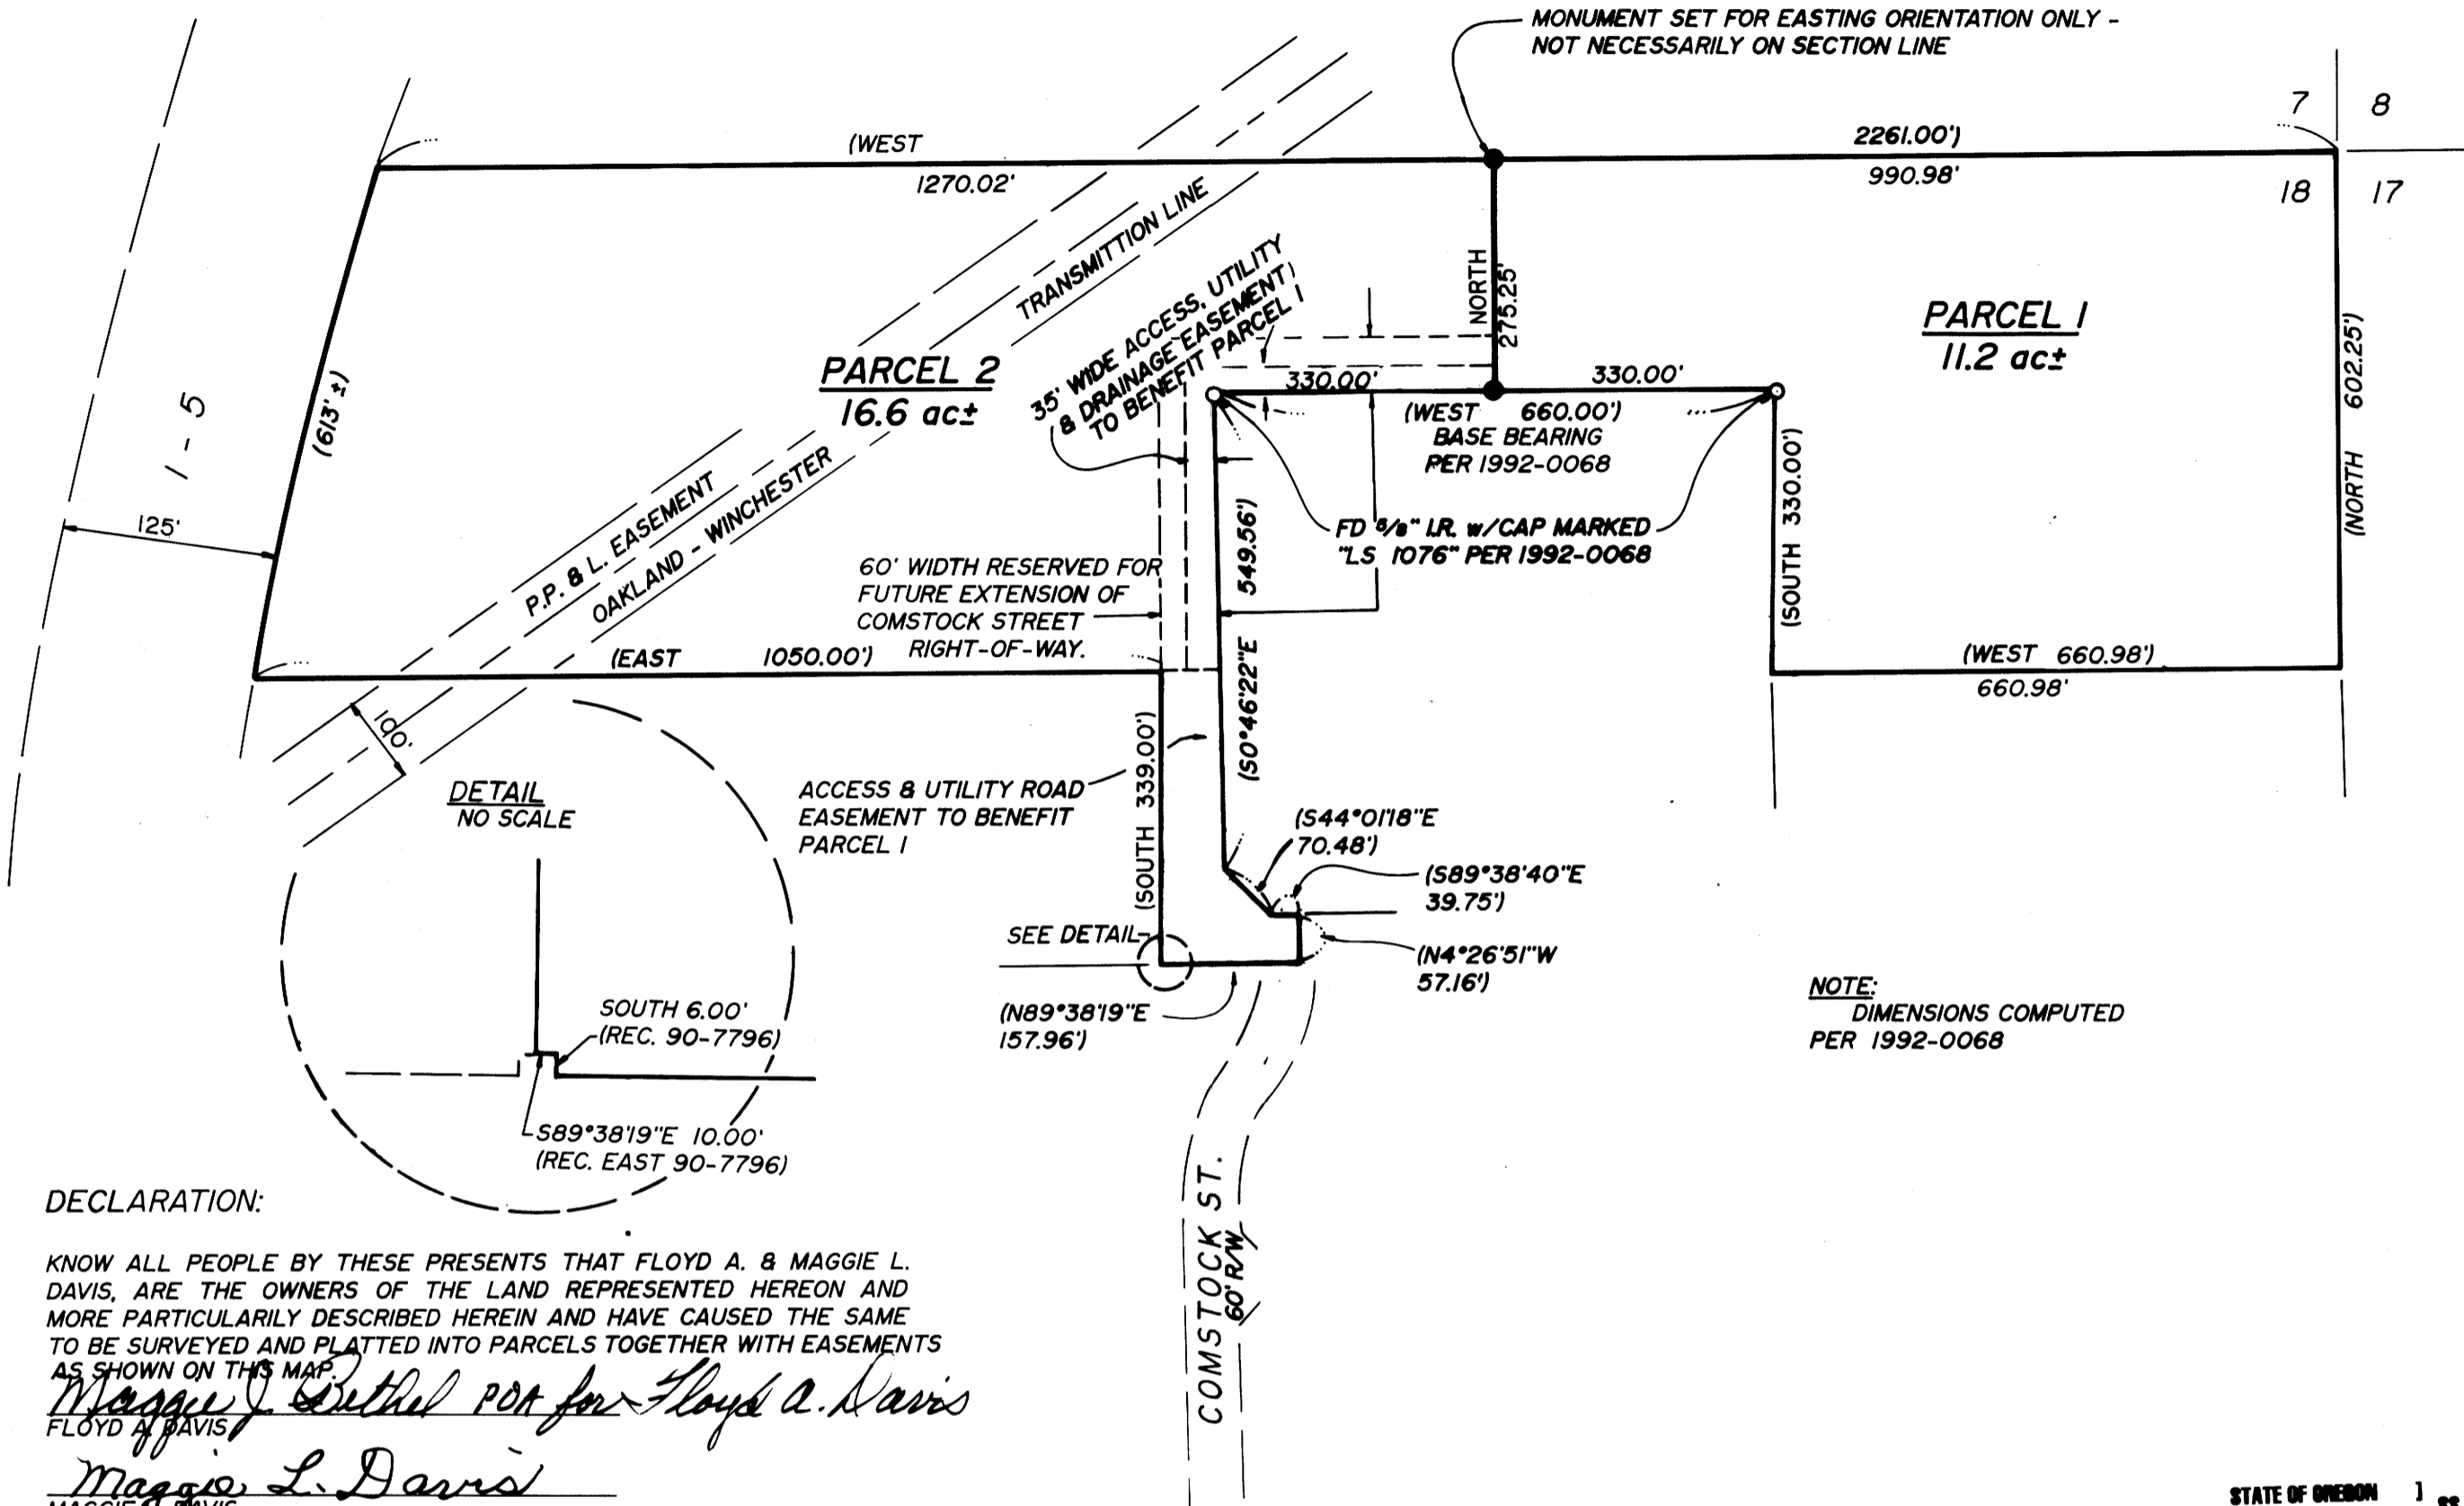 MONUMENT SET FOR EASTING ORIENTATION ONLY -
NOT NECESSARILY ON SECTION LINE
7 8
18 17
(WEST 2261.00')
1270.02'
990.98'
TRANSMITTION LINE
35' WIDE ACCESS, UTILITY
& DRAINAGE EASEMENT
TO BENEFIT PARCEL 1
NORTH
275.25'
PARCEL 1
11.2 ac±
PARCEL 2
16.6 ac±
(613'±)
I - 5
125'
330.00'
330.00'
(WEST 660.00')
BASE BEARING
PER 1992-0068
(SOUTH 330.00')
(NORTH 602.25')
P.P. & L. EASEMENT
OAKLAND - WINCHESTER
549.56')
(S0°46'22"E
FD 5/8" I.R. w/CAP MARKED
"LS 1076" PER 1992-0068
60' WIDTH RESERVED FOR
FUTURE EXTENSION OF
COMSTOCK STREET
RIGHT-OF-WAY.
(EAST 1050.00')
(WEST 660.98')
660.98'
100'
DETAIL
NO SCALE
ACCESS & UTILITY ROAD
EASEMENT TO BENEFIT
PARCEL 1
(SOUTH 339.00')
(S44°01'18"E
70.48')
(S89°38'40"E
39.75')
SEE DETAIL
(N4°26'51"W
57.16')
(N89°38'19"E
157.96')
NOTE:
DIMENSIONS COMPUTED
PER 1992-0068
SOUTH 6.00'
(REC. 90-7796)
S89°38'19"E 10.00'
(REC. EAST 90-7796)
COMSTOCK ST.
60' R/W
DECLARATION:
KNOW ALL PEOPLE BY THESE PRESENTS THAT FLOYD A. & MAGGIE L.
DAVIS, ARE THE OWNERS OF THE LAND REPRESENTED HEREON AND
MORE PARTICULARILY DESCRIBED HEREIN AND HAVE CAUSED THE SAME
TO BE SURVEYED AND PLATTED INTO PARCELS TOGETHER WITH EASEMENTS
AS SHOWN ON THIS MAP.
Maggie J. Bethel POA for Floyd A. Davis
FLOYD A. DAVIS
Maggie L. Davis
MAGGIE L. DAVIS
STATE OF OREGON ]